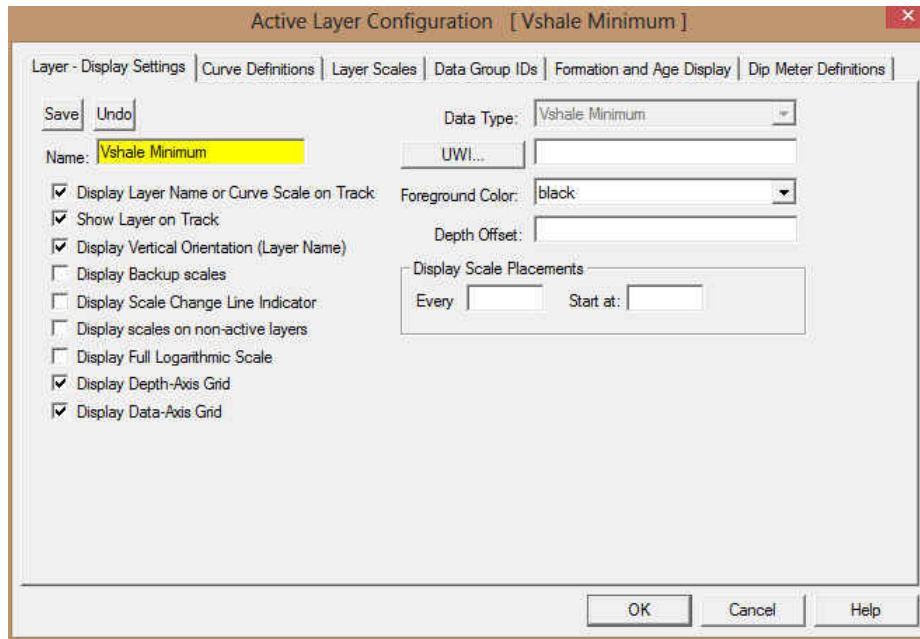 Active Layer Configuration [ Vshale Minimum ]
Layer - Display Settings | Curve Definitions | Layer Scales | Data Group IDs | Formation and Age Display | Dip Meter Definitions
Save Undo
Name: Vshale Minimum
Display Layer Name or Curve Scale on Track
Show Layer on Track
Display Vertical Orientation (Layer Name)
Display Backup scales
Display Scale Change Line Indicator
Display scales on non-active layers
Display Full Logarithmic Scale
Display Depth-Axis Grid
Display Data-Axis Grid
Data Type: Vshale Minimum
UWI...
Foreground Color: black
Depth Offset:
Display Scale Placements
Every Start at:
OK Cancel Help